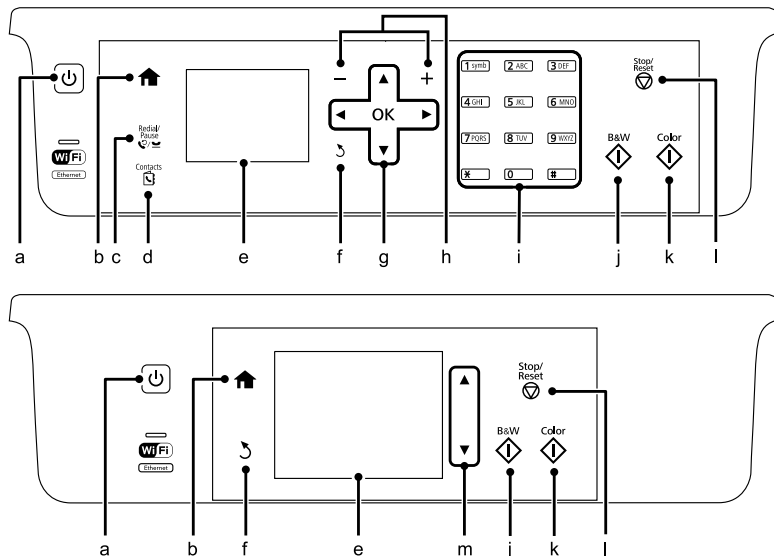 1 symb 2 ABC 3 DEF
Stop/
Reset
4 GHI 5 JKL 6 MNO
OK
Redial/
Pause
B&W Color
7 PQRS 8 TUV 9 WXYZ
WiFi
Contacts
Ethernet
* 0 #
a b c d e f g h i j k l
Stop/
Reset
B&W Color
WiFi
Ethernet
a b f e m j k l